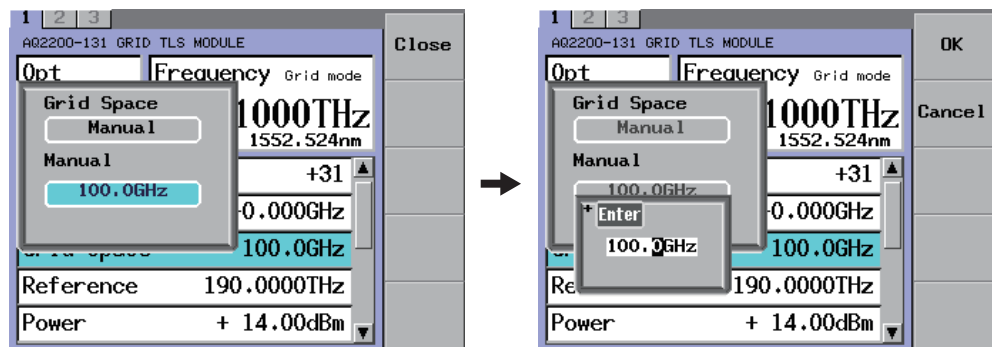 1 2 3
AQ2200-131 GRID TLS MODULE
Close
Opt
Frequency Grid mode
Grid Space
Manual
1000THz
1552.524nm
Manual
100.0GHz
+31
0.000GHz
100.0GHz
Reference 190.0000THz
Power + 14.00dBm
1 2 3
AQ2200-131 GRID TLS MODULE
OK
Opt
Frequency Grid mode
Cancel
Grid Space
Manual
1000THz
1552.524nm
Manual
100.0GHz
+31
+ Enter
100.0GHz
0.000GHz
100.0GHz
Re 190.0000THz
Power + 14.00dBm